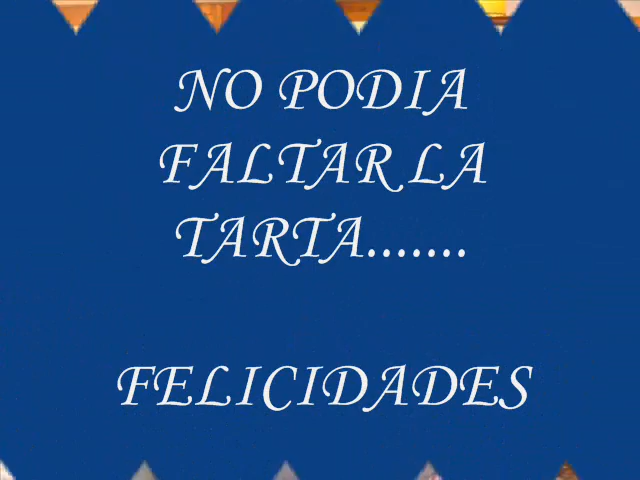 NO PODIA
FALTAR LA
TARTA.......
FELICIDADES